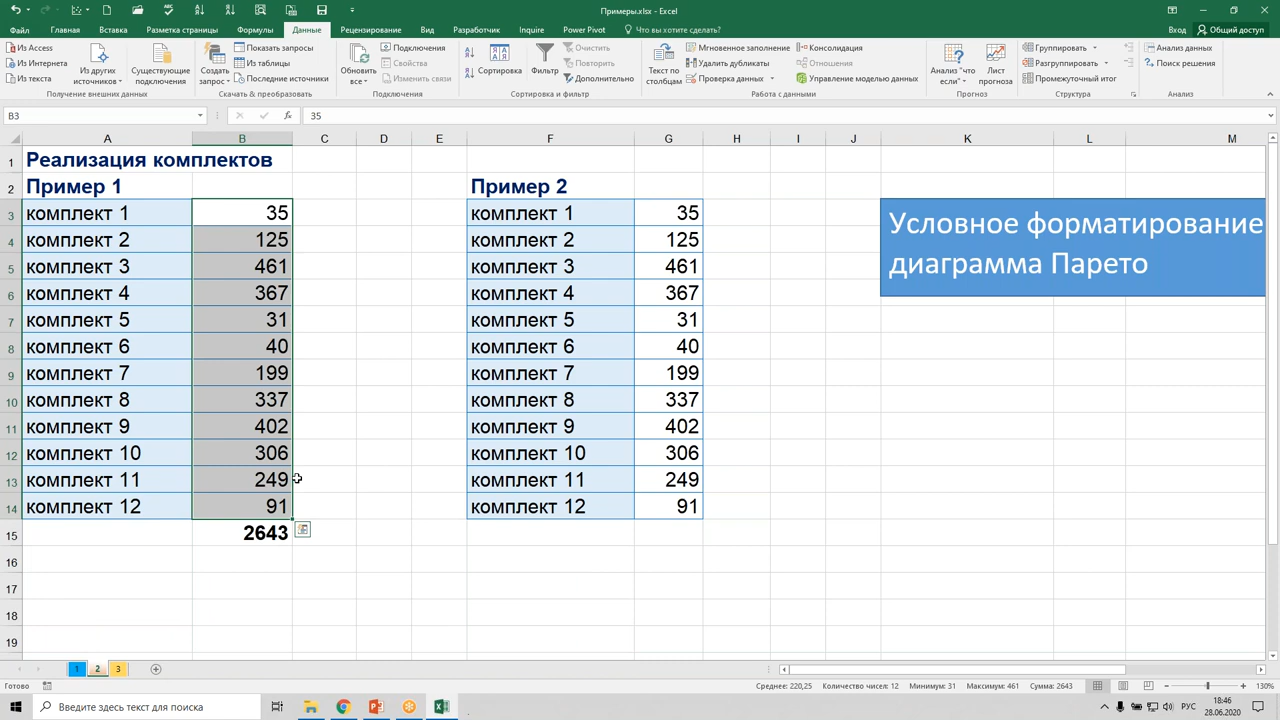 Примеры.xlsx - Excel
Файл Главная Вставка Разметка страницы Формулы Данные Рецензирование Вид Разработчик Inquire Power Pivot Что вы хотите сделать? Вход Общий доступ
Из Access
Из Интернета
Из текста
Из других источников
Существующие подключения
Получение внешних данных
Создать запрос
Показать запросы
Из таблицы
Последние источники
Скачать & преобразовать
Обновить все
Подключения
Свойства
Изменить связи
Подключения
Сортировка
Фильтр
Очистить
Повторить
Дополнительно
Сортировка и фильтр
Текст по столбцам
Мгновенное заполнение
Удалить дубликаты
Проверка данных
Консолидация
Отношения
Управление моделью данных
Работа с данными
Анализ "что если"
Лист прогноза
Прогноз
Группировать
Разгруппировать
Промежуточный итог
Структура
Анализ данных
Поиск решения
Анализ
B3 fx 35
A B C D E F G H I J K L M
1 Реализация комплектов
2 Пример 1 Пример 2
3 комплект 1 35 комплект 1 35
4 комплект 2 125 комплект 2 125
5 комплект 3 461 комплект 3 461
6 комплект 4 367 комплект 4 367
7 комплект 5 31 комплект 5 31
8 комплект 6 40 комплект 6 40
9 комплект 7 199 комплект 7 199
10 комплект 8 337 комплект 8 337
11 комплект 9 402 комплект 9 402
12 комплект 10 306 комплект 10 306
13 комплект 11 249 комплект 11 249
14 комплект 12 91 комплект 12 91
15 2643
16
17
18
19
Условное форматирование
диаграмма Парето
1 2 3
Готово Среднее: 220,25 Количество чисел: 12 Минимум: 31 Максимум: 461 Сумма: 2643 130%
Введите здесь текст для поиска РУС 18:46
28.06.2020